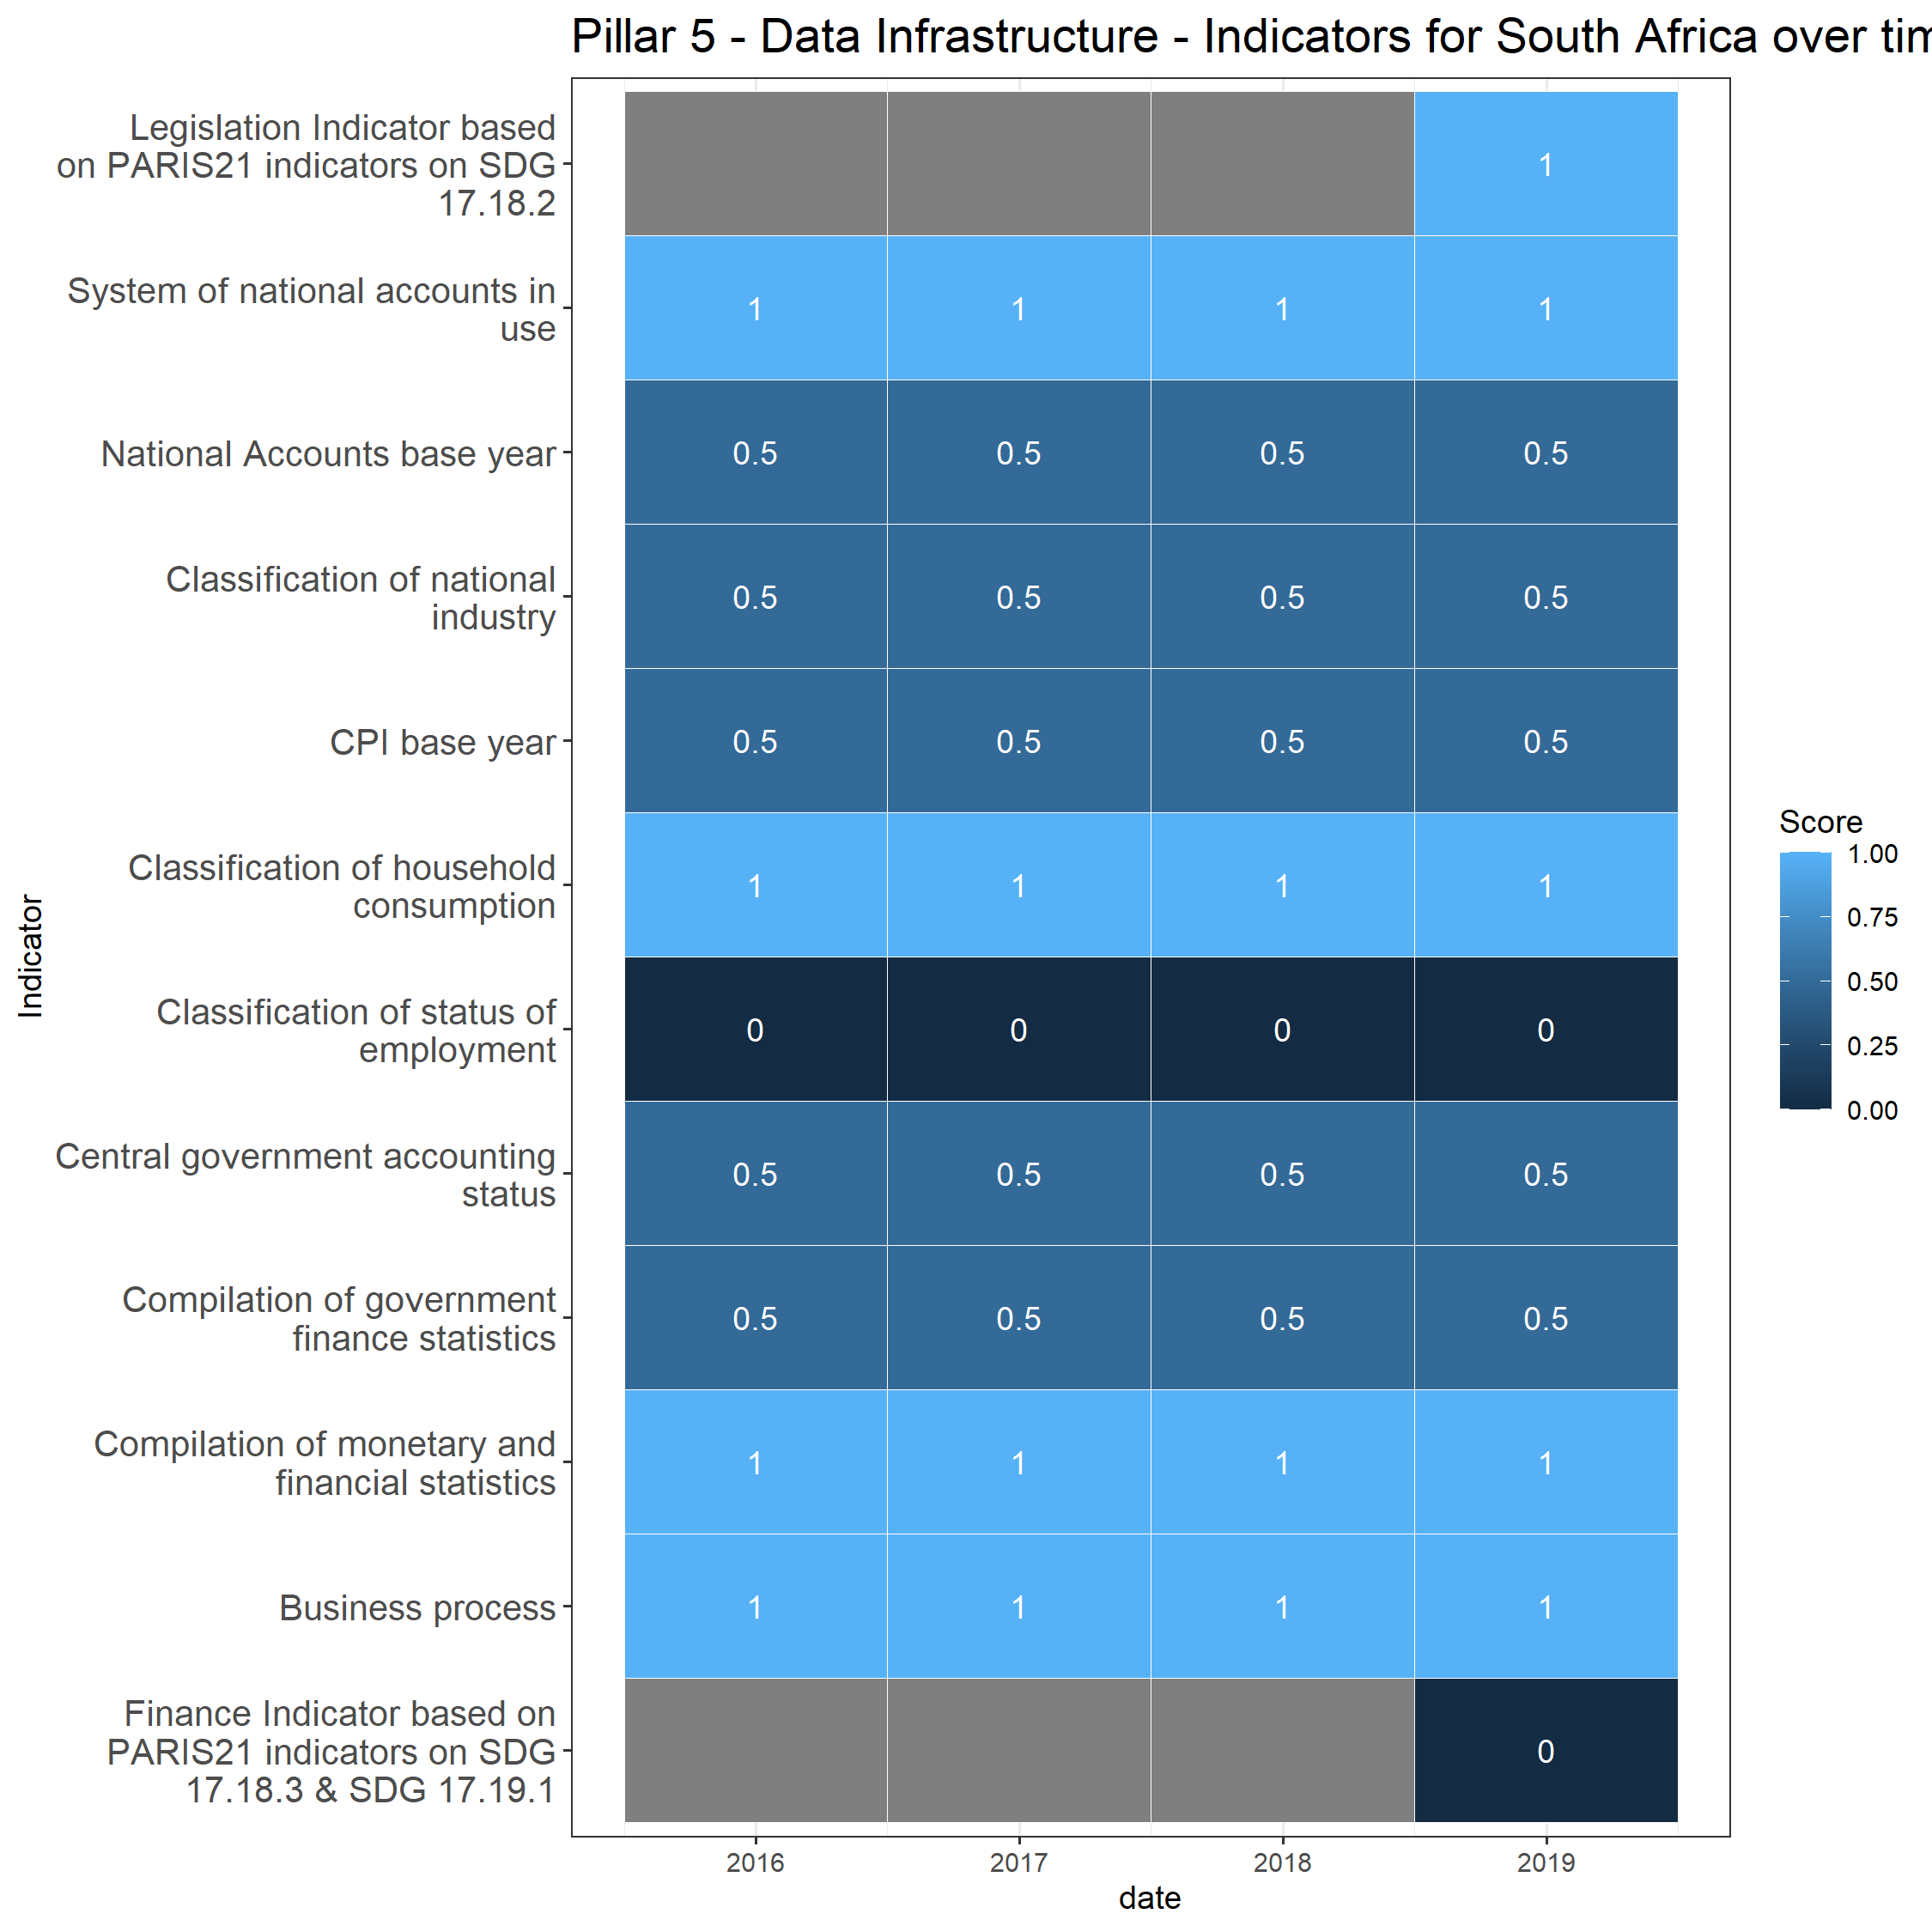 Pillar 5 - Data Infrastructure - Indicators for South Africa over tim
Legislation Indicator based
on PARIS21 indicators on SDG
17.18.2
1
System of national accounts in
use
1 1 1 1
National Accounts base year
0.5 0.5 0.5 0.5
Classification of national
industry
0.5 0.5 0.5 0.5
CPI base year
0.5 0.5 0.5 0.5
Classification of household
consumption
1 1 1 1
Classification of status of
employment
0 0 0 0
Central government accounting
status
0.5 0.5 0.5 0.5
Compilation of government
finance statistics
0.5 0.5 0.5 0.5
Compilation of monetary and
financial statistics
1 1 1 1
Business process
1 1 1 1
Finance Indicator based on
PARIS21 indicators on SDG
17.18.3 & SDG 17.19.1
0
2016 2017 2018 2019
date
Indicator
Score
1.00
0.75
0.50
0.25
0.00